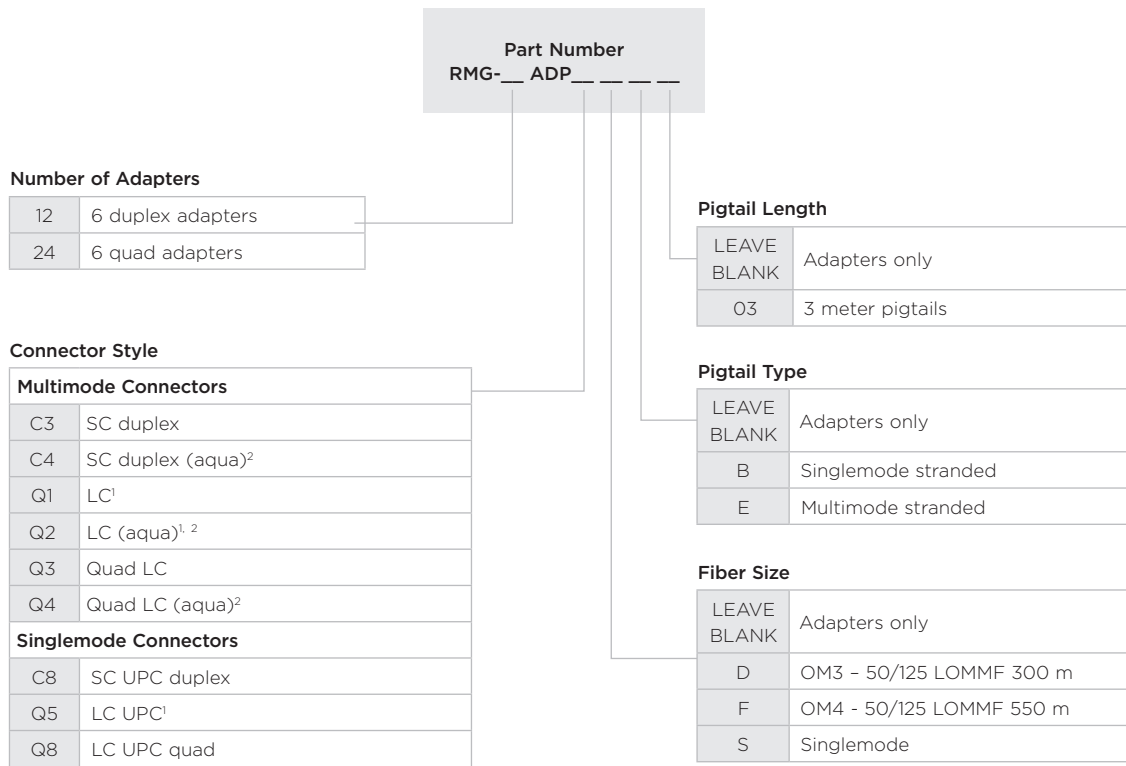 Part Number
RMG-__ ADP__ __ __ __
Number of Adapters
12 6 duplex adapters
24 6 quad adapters
Connector Style
Multimode Connectors
C3 SC duplex
C4 SC duplex (aqua)²
Q1 LC¹
Q2 LC (aqua)¹, ²
Q3 Quad LC
Q4 Quad LC (aqua)²
Singlemode Connectors
C8 SC UPC duplex
Q5 LC UPC¹
Q8 LC UPC quad
Pigtail Length
LEAVE
BLANK
Adapters only
03 3 meter pigtails
Pigtail Type
LEAVE
BLANK
Adapters only
B Singlemode stranded
E Multimode stranded
Fiber Size
LEAVE
BLANK
Adapters only
D OM3 – 50/125 LOMMF 300 m
F OM4 - 50/125 LOMMF 550 m
S Singlemode